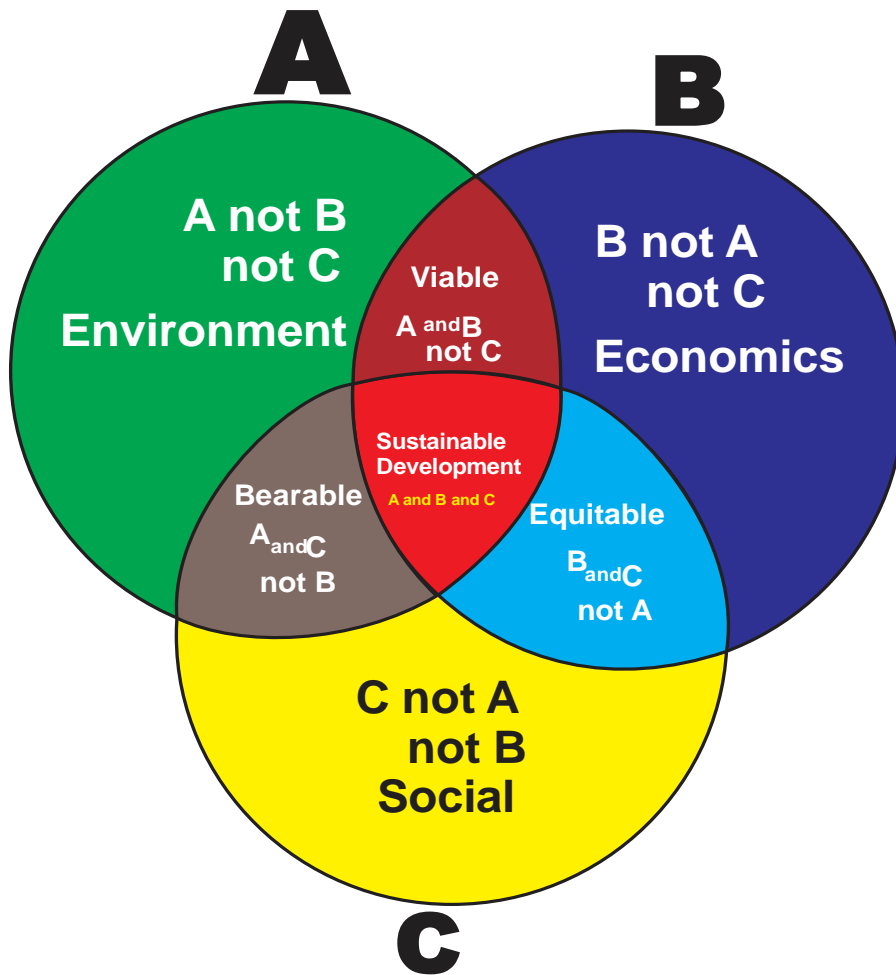 A
B
A not B
not C
Environment
B not A
not C
Economics
Viable
A and B
not C
Sustainable
Development
A and B and C
Bearable
A and C
not B
Equitable
B and C
not A
C not A
not B
Social
C